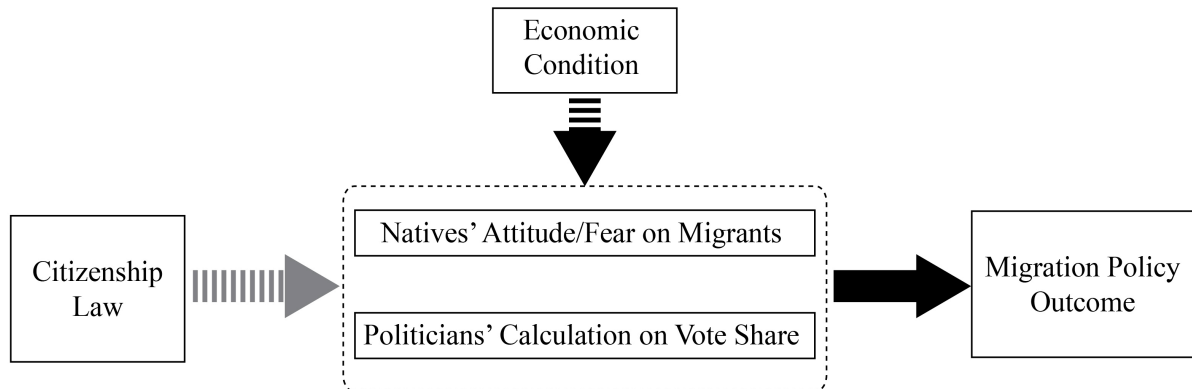 Economic
Condition
Citizenship
Law
Natives’ Attitude/Fear on Migrants
Politicians’ Calculation on Vote Share
Migration Policy
Outcome